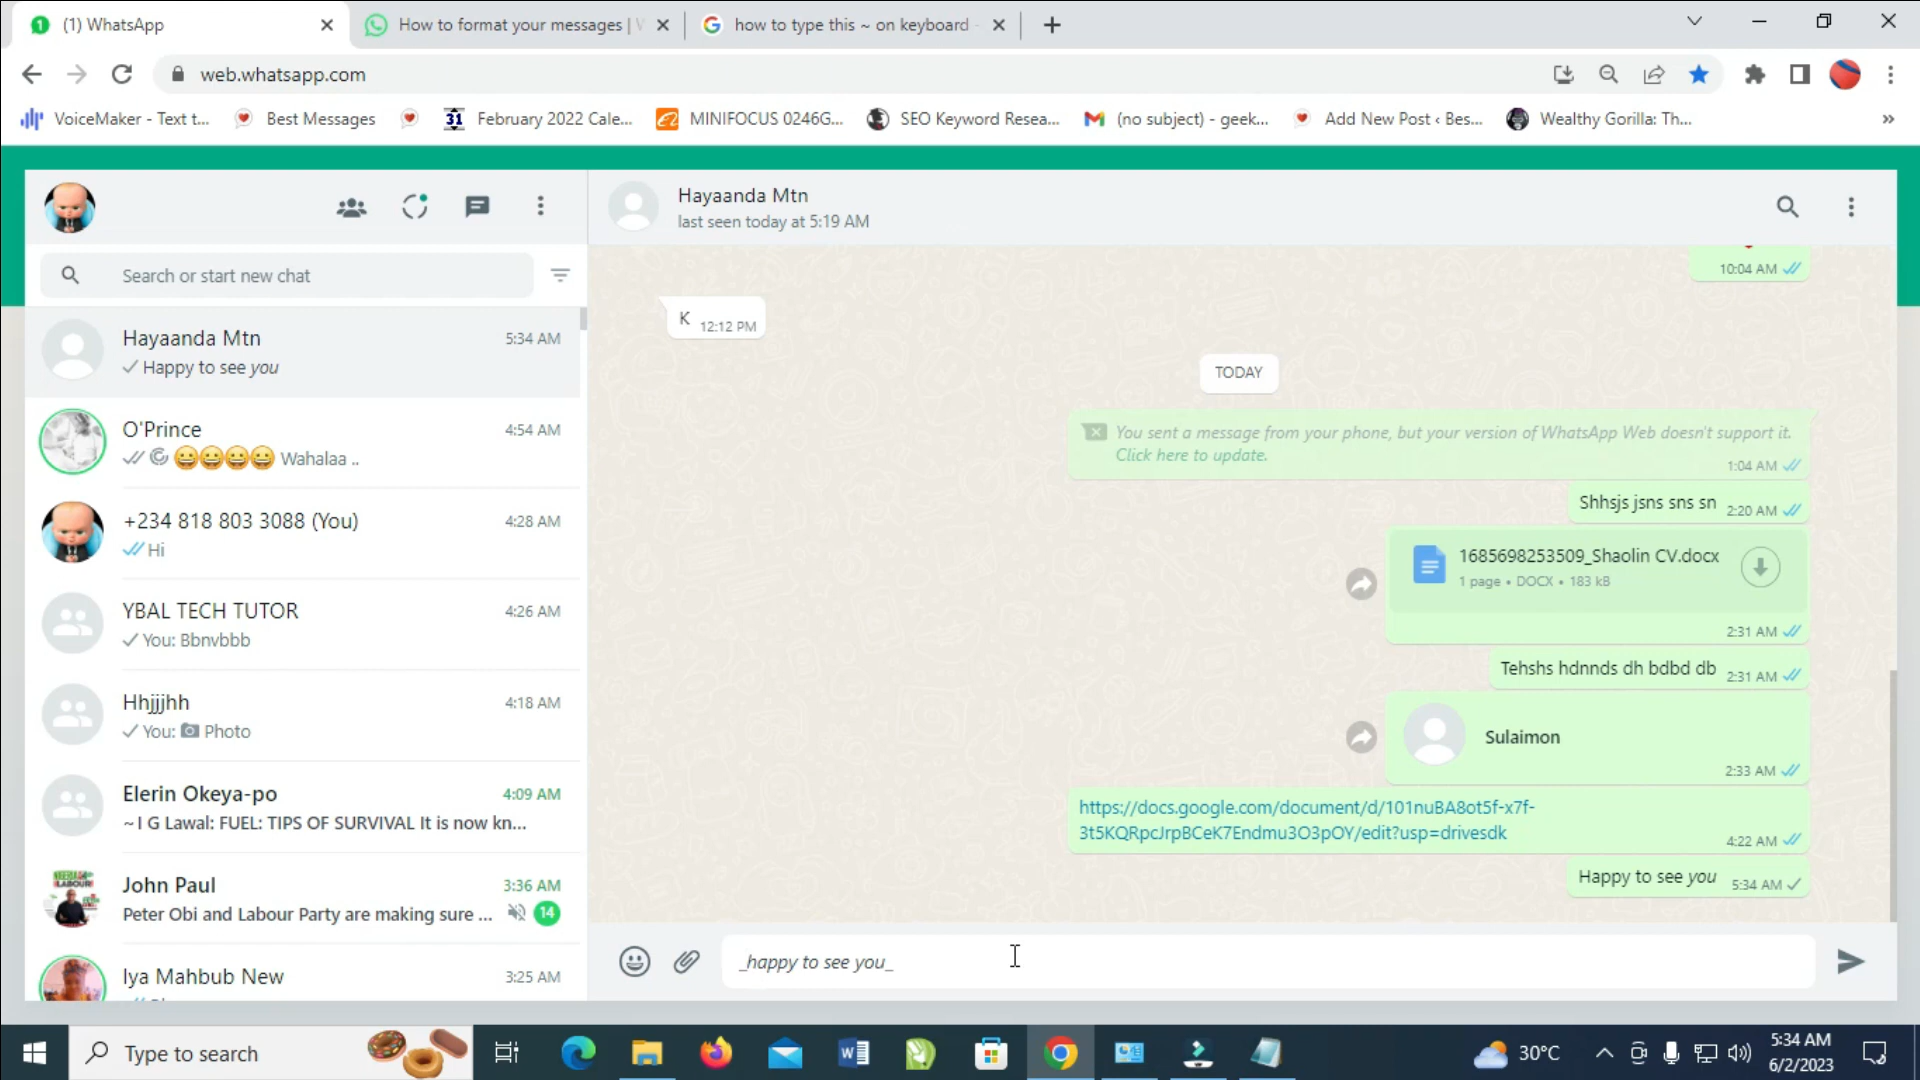 (1) WhatsApp
How to format your messages | W
how to type this ~ on keyboard -
web.whatsapp.com
VoiceMaker - Text t...
Best Messages
31
February 2022 Cale...
MINIFOCUS 0246G...
SEO Keyword Resea...
(no subject) - geek...
Add New Post ‹ Bes...
Wealthy Gorilla: Th...
»
Search or start new chat
Hayaanda Mtn
5:34 AM
Happy to see you
O'Prince
4:54 AM
Wahalaa ..
+234 818 803 3088 (You)
4:28 AM
Hi
YBAL TECH TUTOR
4:26 AM
You: Bbnvbbb
Hhjjjhh
4:18 AM
You: Photo
Elerin Okeya-po
4:09 AM
~ I G Lawal: FUEL: TIPS OF SURVIVAL It is now kn...
John Paul
3:36 AM
Peter Obi and Labour Party are making sure ...
14
Iya Mahbub New
3:25 AM
Hayaanda Mtn
last seen today at 5:19 AM
10:04 AM
K 12:12 PM
TODAY
You sent a message from your phone, but your version of WhatsApp Web doesn't support it.
Click here to update.
1:04 AM
Shhsjs jsns sns sn 2:20 AM
1685698253509_Shaolin CV.docx
1 page • DOCX • 183 kB
2:31 AM
Tehshs hdnnds dh bdbd db 2:31 AM
Sulaimon
2:33 AM
https://docs.google.com/document/d/101nuBA8ot5f-x7f-
3t5KQRpcJrpBCeK7Endmu3O3pOY/edit?usp=drivesdk
4:22 AM
Happy to see you 5:34 AM
_happy to see you_
Type to search
30°C
5:34 AM
6/2/2023